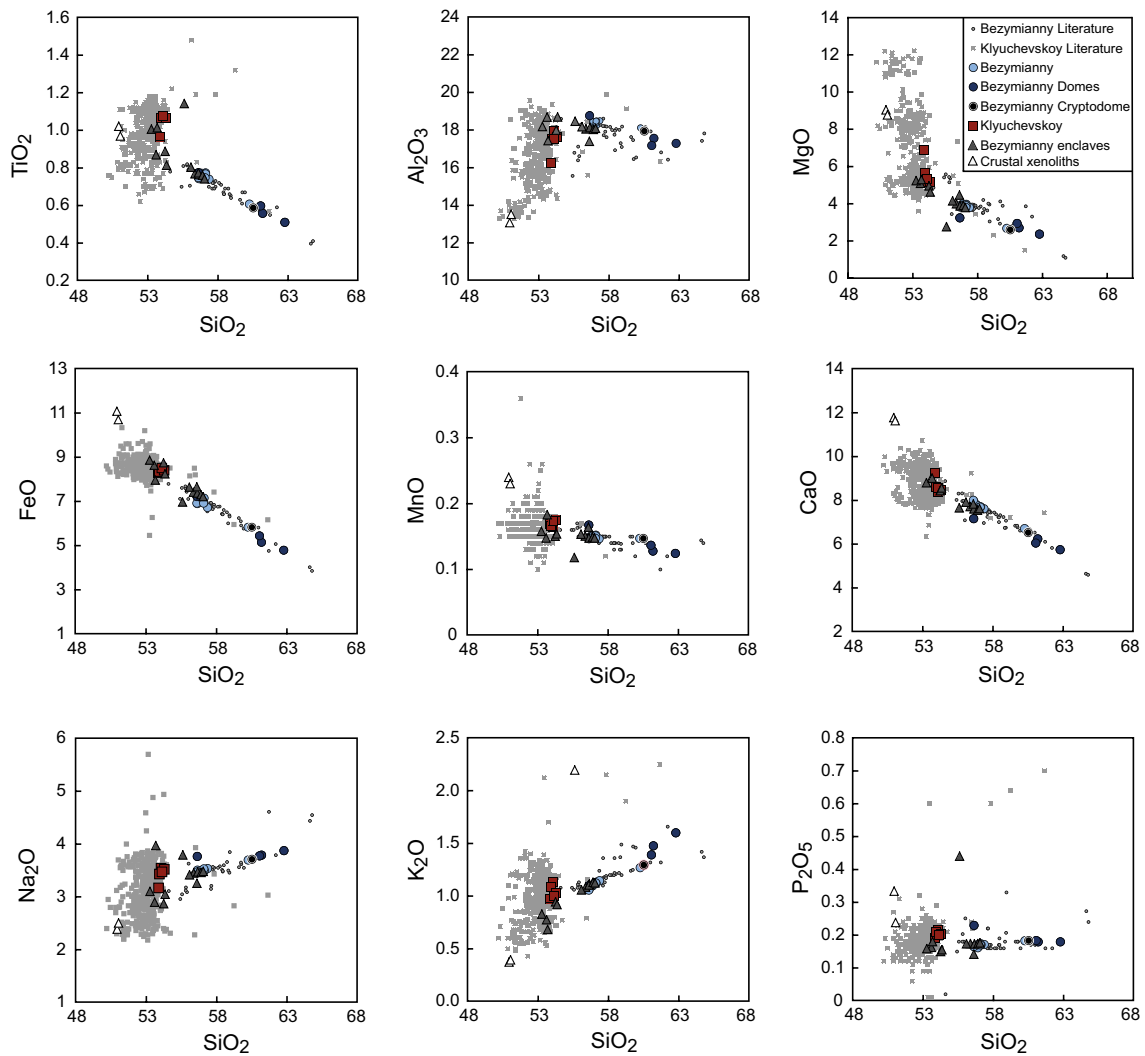 1.6
1.4
1.2
1.0
0.8
0.6
0.4
0.2
TiO2
48 53 58 63 68
SiO2
23
20
18
16
14
12
10
Al2O3
48 53 58 63 68
SiO2
14
12
10
8
6
4
2
0
MgO
48 53 58 63 68
SiO2
Bezymianny Literature
Klyuchevskoy Literature
Bezymianny
Bezymianny Domes
Bezymianny Cryptodome
Klyuchevskoy
Bezymianny enclaves
Crustal xenoliths
13
11
9
7
5
3
1
FeO
48 53 58 63 68
SiO2
0.4
0.3
0.2
0.1
0
MnO
48 53 58 63 68
SiO2
14
12
10
8
6
4
2
CaO
48 53 58 63 68
SiO2
6
5
4
3
2
1
Na2O
48 53 58 63 68
SiO2
2.5
2.0
1.5
1.0
0.5
0.0
K2O
48 53 58 63 68
SiO2
0.8
0.7
0.6
0.5
0.4
0.3
0.2
0.1
0
P2O5
48 53 58 63 68
SiO2